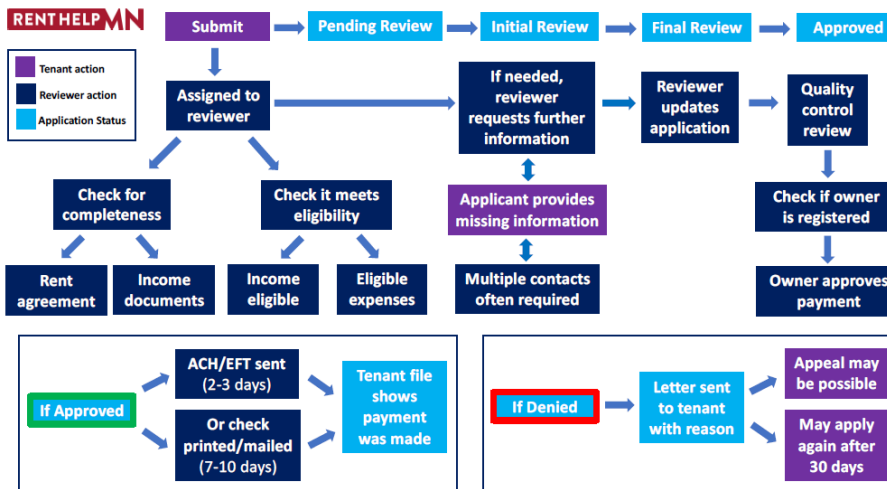 RENTHELPMN
Submit
Pending Review
Initial Review
Final Review
Approved
Tenant action
Reviewer action
Application Status
Assigned to
reviewer
If needed,
reviewer
requests further
information
Reviewer
updates
application
Quality
control
review
Check for
completeness
Check it meets
eligibility
Applicant provides
missing information
Check if owner
is registered
Rent
agreement
Income
documents
Income
eligible
Eligible
expenses
Multiple contacts
often required
Owner approves
payment
If Approved
ACH/EFT sent
(2-3 days)
Or check
printed/mailed
(7-10 days)
Tenant file
shows
payment
was made
If Denied
Letter sent
to tenant
with reason
Appeal may
be possible
May apply
again after
30 days